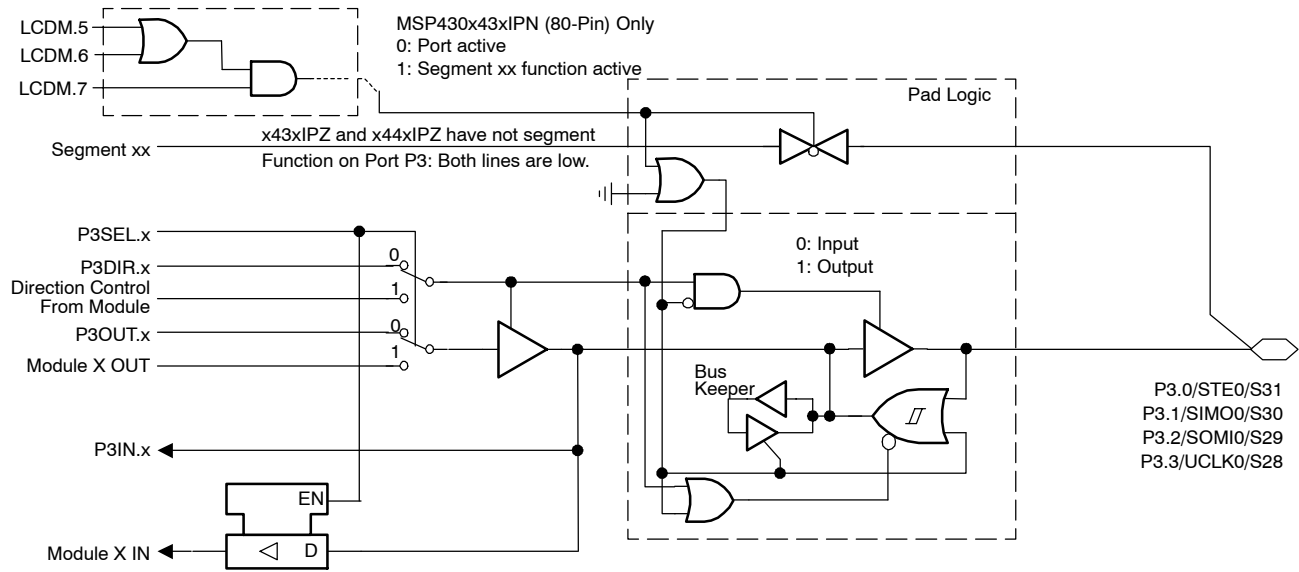 LCDM.5
LCDM.6
LCDM.7
MSP430x43xIPN (80-Pin) Only
0: Port active
1: Segment xx function active
Pad Logic
x43xIPZ and x44xIPZ have not segment
Function on Port P3: Both lines are low.
Segment xx
P3SEL.x
P3DIR.x
Direction Control
From Module
P3OUT.x
Module X OUT
0
1
0
1
0: Input
1: Output
Bus
Keeper
P3.0/STE0/S31
P3.1/SIMO0/S30
P3.2/SOMI0/S29
P3.3/UCLK0/S28
P3IN.x
EN
D
Module X IN